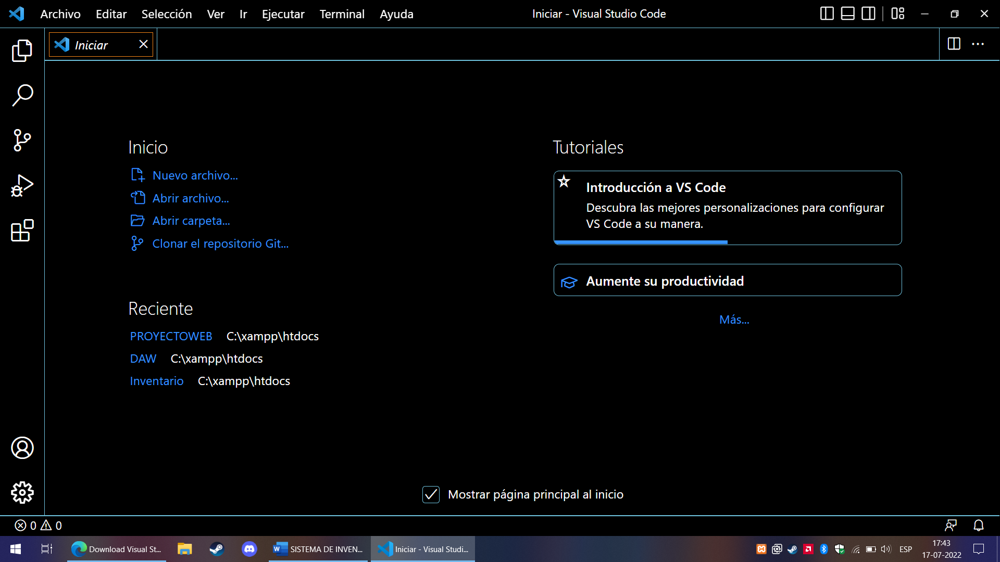 Archivo Editar Selección Ver Ir Ejecutar Terminal Ayuda Iniciar - Visual Studio Code
Iniciar
Inicio
Nuevo archivo...
Abrir archivo...
Abrir carpeta...
Clonar el repositorio Git...
Reciente
PROYECTOWEB C:\xampp\htdocs
DAW C:\xampp\htdocs
Inventario C:\xampp\htdocs
Tutoriales
Introducción a VS Code
Descubra las mejores personalizaciones para configurar
VS Code a su manera.
Aumente su productividad
Más...
Mostrar página principal al inicio
0 0
Download Visual St... SISTEMA DE INVEN... Iniciar - Visual Studi... ESP 17:43
17-07-2022